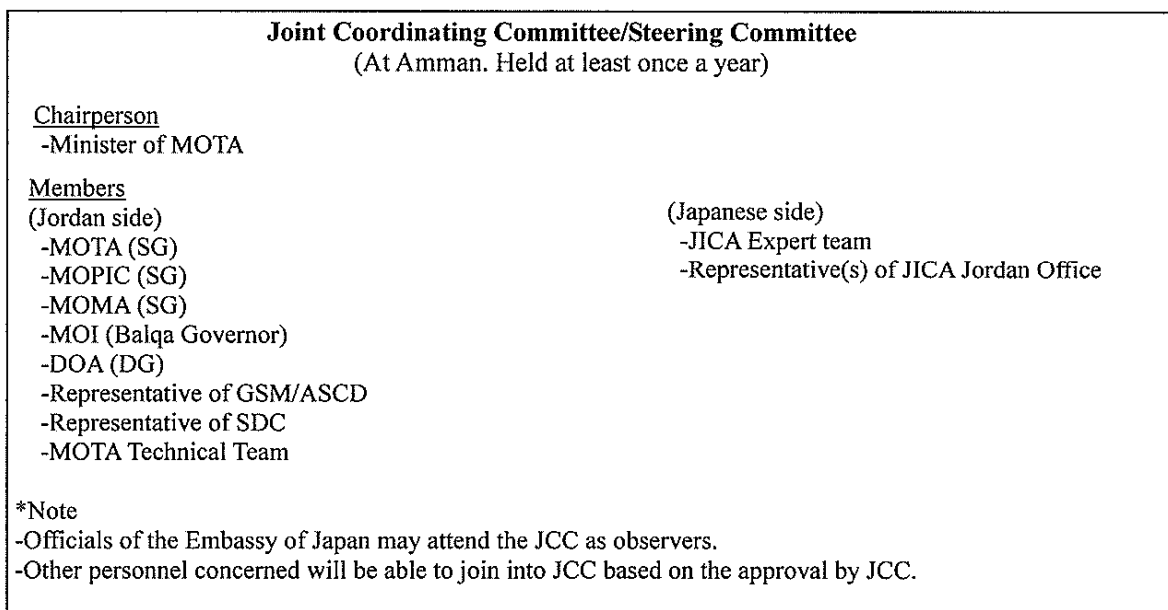 Joint Coordinating Committee/Steering Committee
(At Amman. Held at least once a year)
Chairperson
-Minister of MOTA
Members
(Jordan side)
-MOTA (SG)
-MOPIC (SG)
-MOMA (SG)
-MOI (Balqa Governor)
-DOA (DG)
-Representative of GSM/ASCD
-Representative of SDC
-MOTA Technical Team
(Japanese side)
-JICA Expert team
-Representative(s) of JICA Jordan Office
*Note
-Officials of the Embassy of Japan may attend the JCC as observers.
-Other personnel concerned will be able to join into JCC based on the approval by JCC.